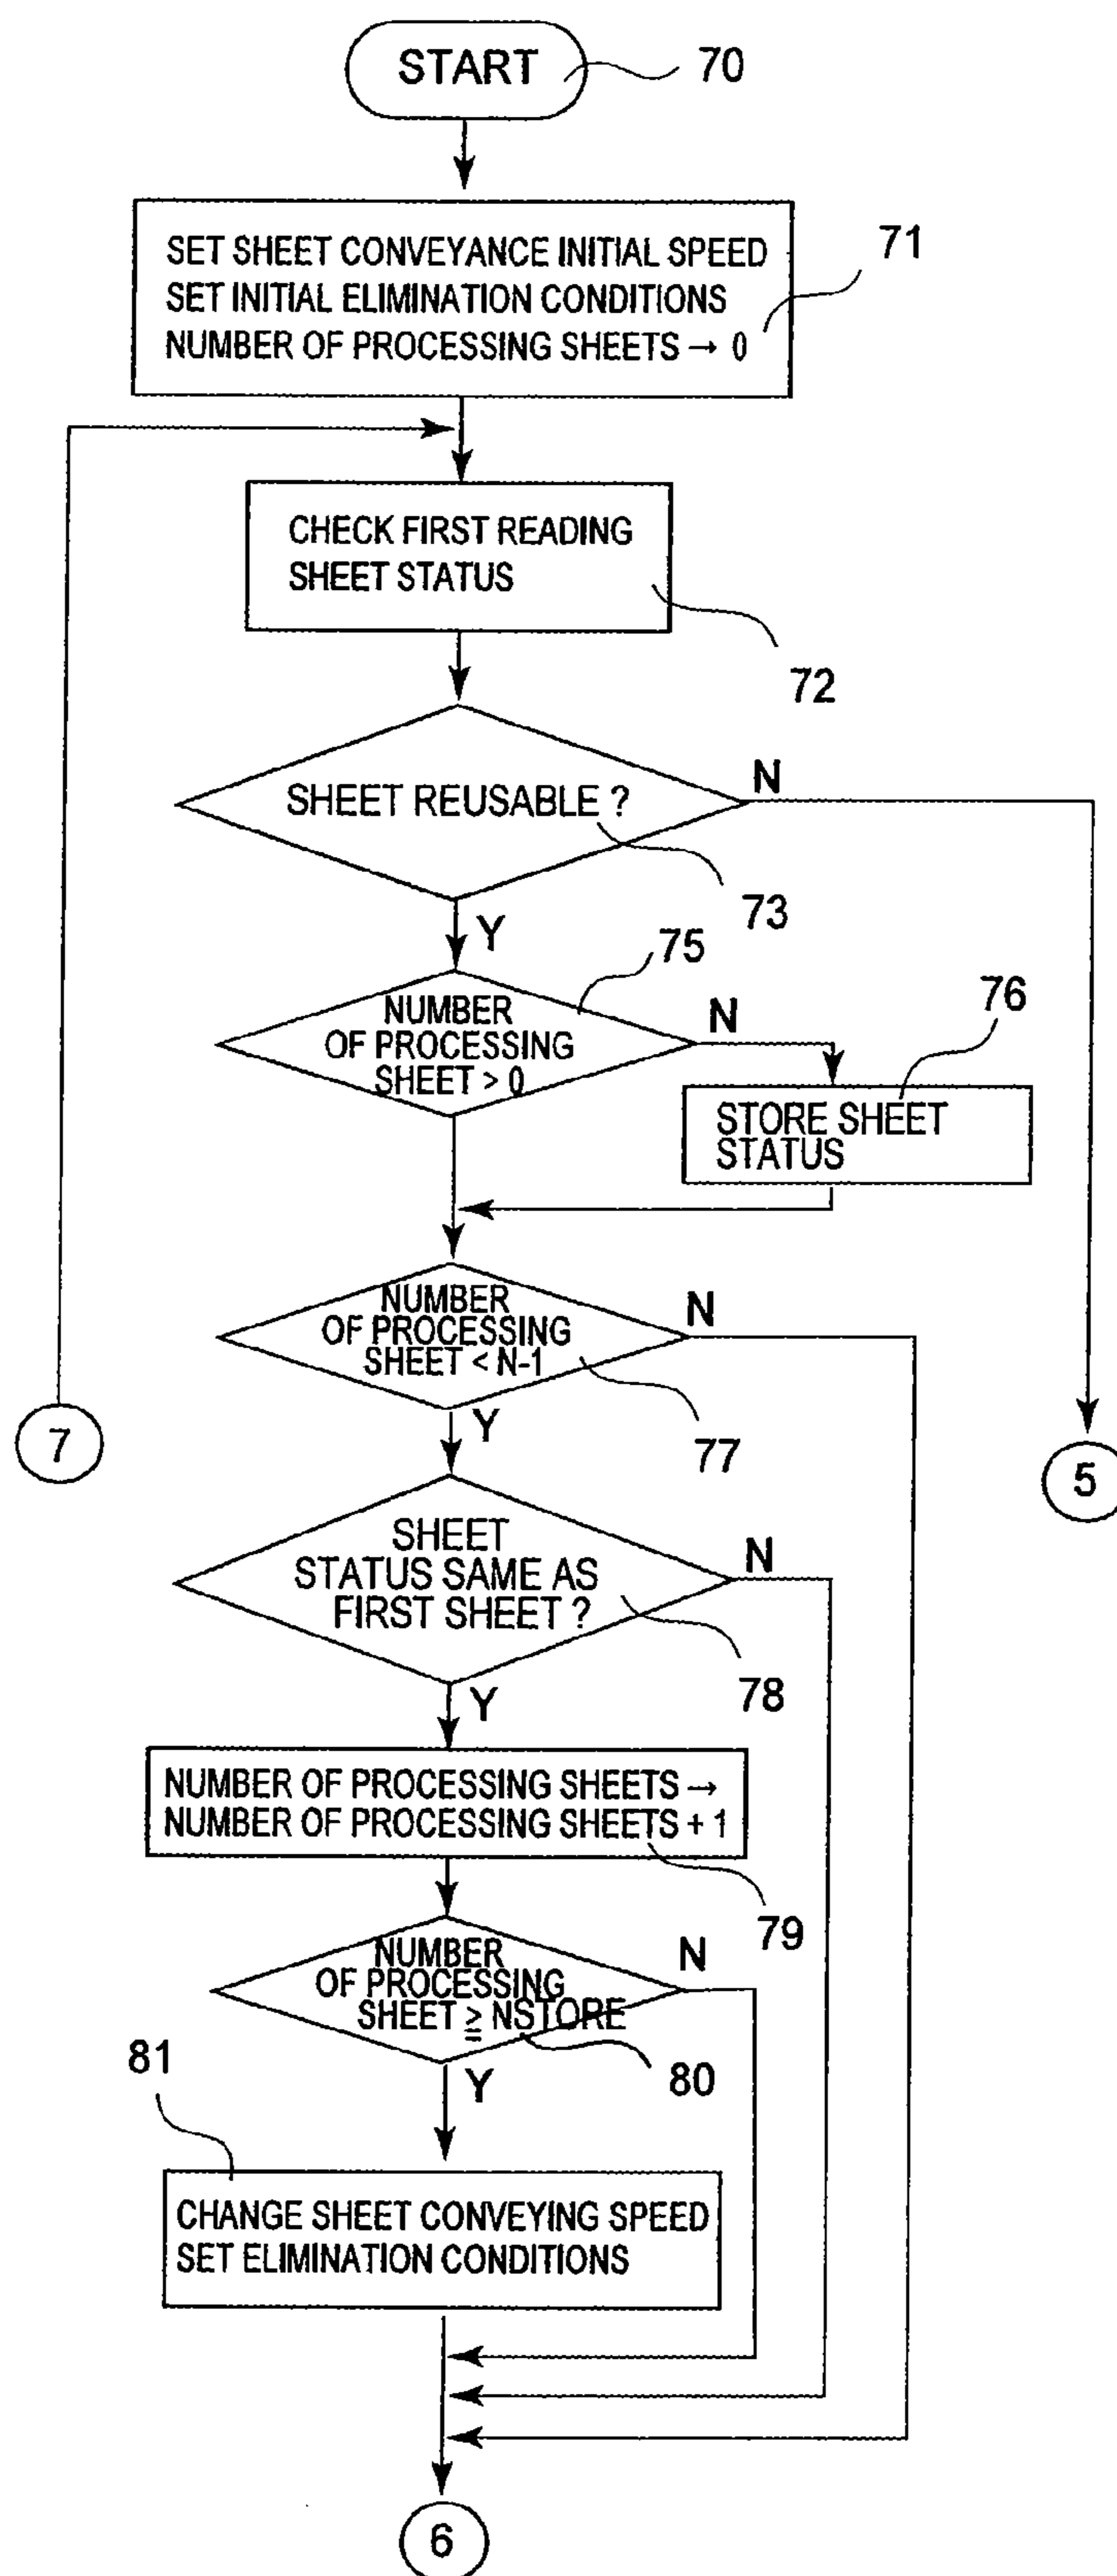 START
70
SET SHEET CONVEYANCE INITIAL SPEED
SET INITIAL ELIMINATION CONDITIONS
NUMBER OF PROCESSING SHEETS → 0
71
CHECK FIRST READING
SHEET STATUS
72
SHEET REUSABLE ?
N
73
Y
75
NUMBER
OF PROCESSING
SHEET > 0
N
76
STORE SHEET
STATUS
NUMBER
OF PROCESSING
SHEET < N-1
N
77
Y
7
5
SHEET
STATUS SAME AS
FIRST SHEET ?
N
78
Y
NUMBER OF PROCESSING SHEETS →
NUMBER OF PROCESSING SHEETS + 1
79
NUMBER
OF PROCESSING
SHEET ≧ NSTORE
N
80
Y
81
CHANGE SHEET CONVEYING SPEED
SET ELIMINATION CONDITIONS
6